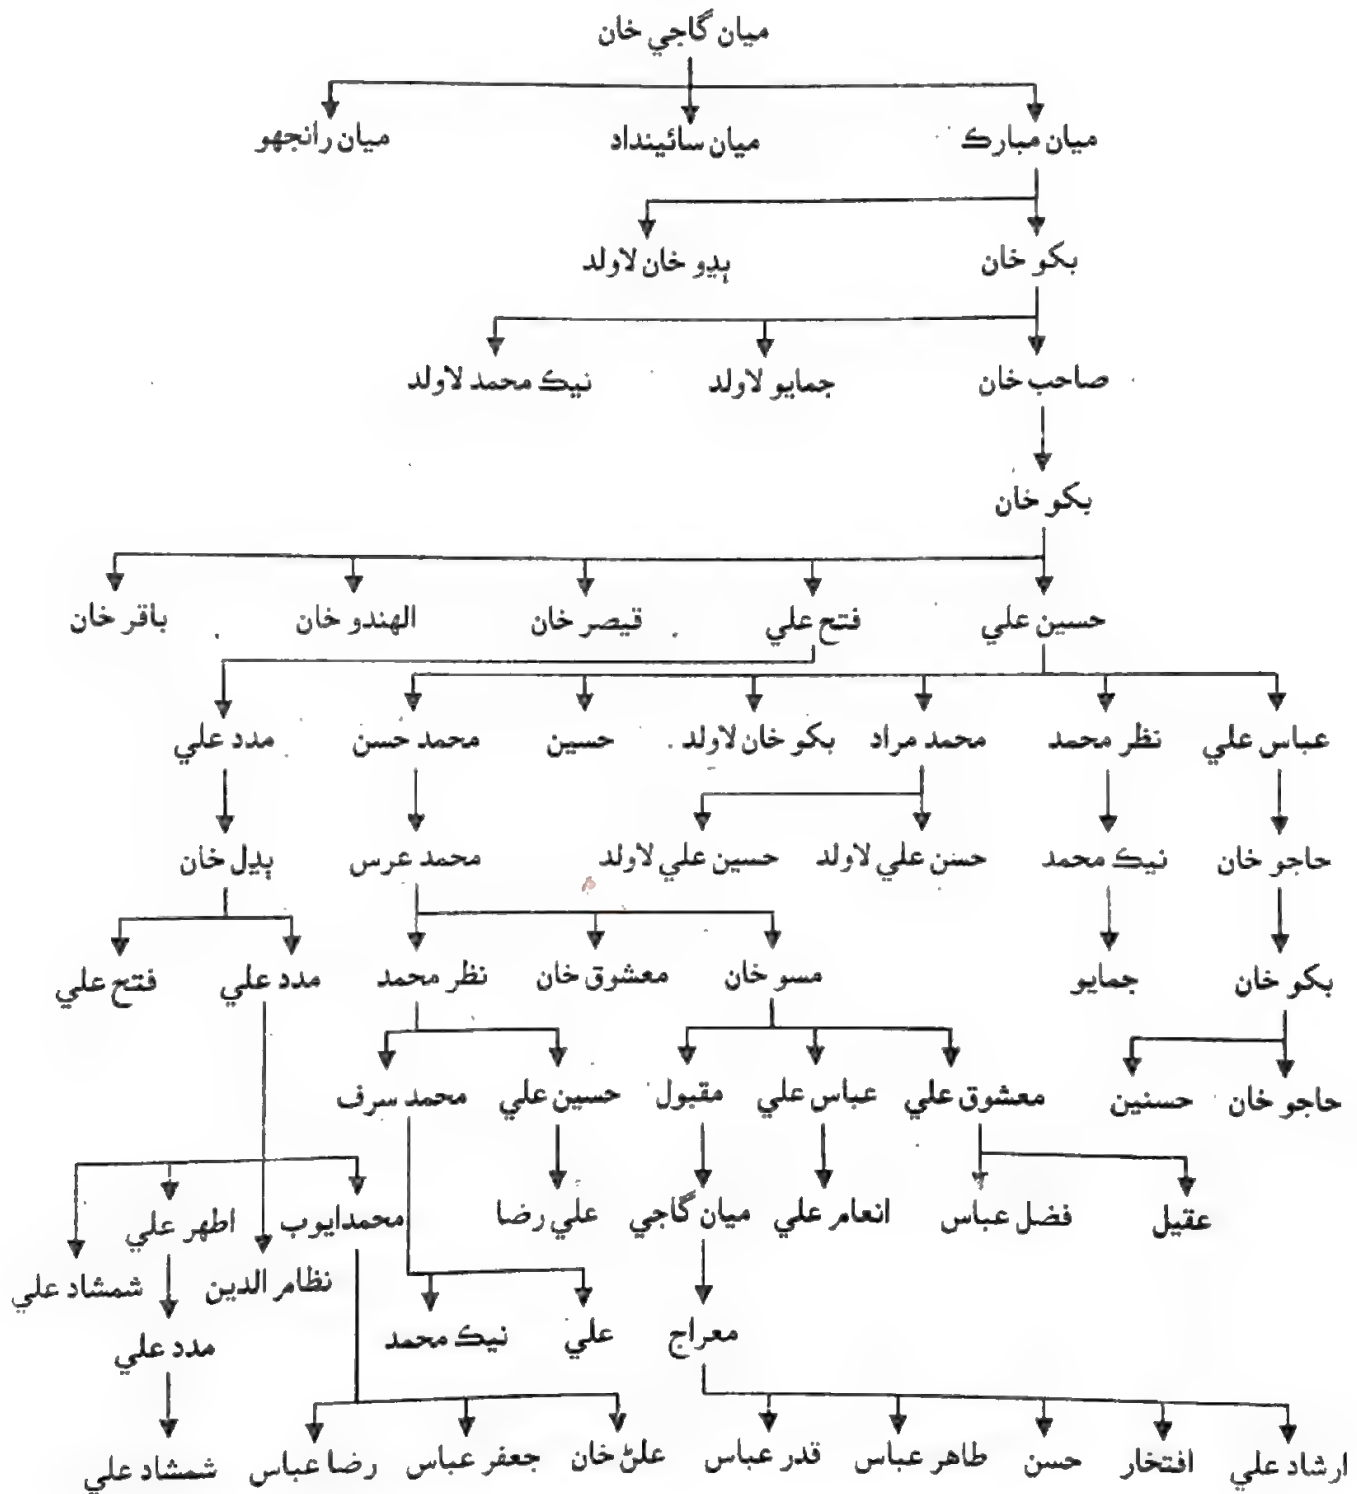 ميان گاجي خان
ميان مبارڪ ميان سائينداد ميان رانجهو
بکو خان ٻڍو خان لاولد
صاحب خان جمايو لاولد نيڪ محمد لاولد
بکو خان
حسين علي فتح علي قيصر خان الهندو خان باقر خان
عباس علي نظر محمد محمد مراد بکو خان لاولد حسين محمد حسن مدد علي
حاجو خان نيڪ محمد حسن علي لاولد حسين علي لاولد محمد عرس ٻڍل خان
بکو خان جمايو مسو خان معشوق خان نظر محمد مدد علي فتح علي
حاجو خان حسنين معشوق علي عباس علي مقبول حسين علي محمد سرف
عقيل فضل عباس انعام علي ميان گاجي علي رضا محمدايوب اطهر علي
نظام الدين شمشاد علي
معراج علي نيڪ محمد مدد علي
ارشاد علي افتخار حسن طاهر عباس قدر عباس علڻ خان جعفر عباس رضا عباس شمشاد علي